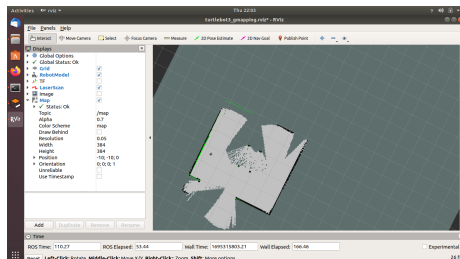 Activities
RViz
Thu 22:03
turtlebot3_gmapping.rviz* - RViz
File Panels Help
Interact Move Camera Select Focus Camera Measure 2D Pose Estimate 2D Nav Goal Publish Point
Displays
Global Options
Global Status: Ok
Grid
RobotModel
TF
LaserScan
Image
Map
Status: Ok
Topic /map
Alpha 0.7
Color Scheme map
Draw Behind
Resolution 0.05
Width 384
Height 384
Position -10; -10; 0
Orientation 0; 0; 0; 1
Unreliable
Use Timestamp
Add Duplicate Remove Rename
Time
ROS Time: 110.27 ROS Elapsed: 53.44 Wall Time: 1695315803.21 Wall Elapsed: 166.46 Experimental
Reset Left-Click: Rotate. Middle-Click: Move X/Y. Right-Click: Zoom. Shift: More options.